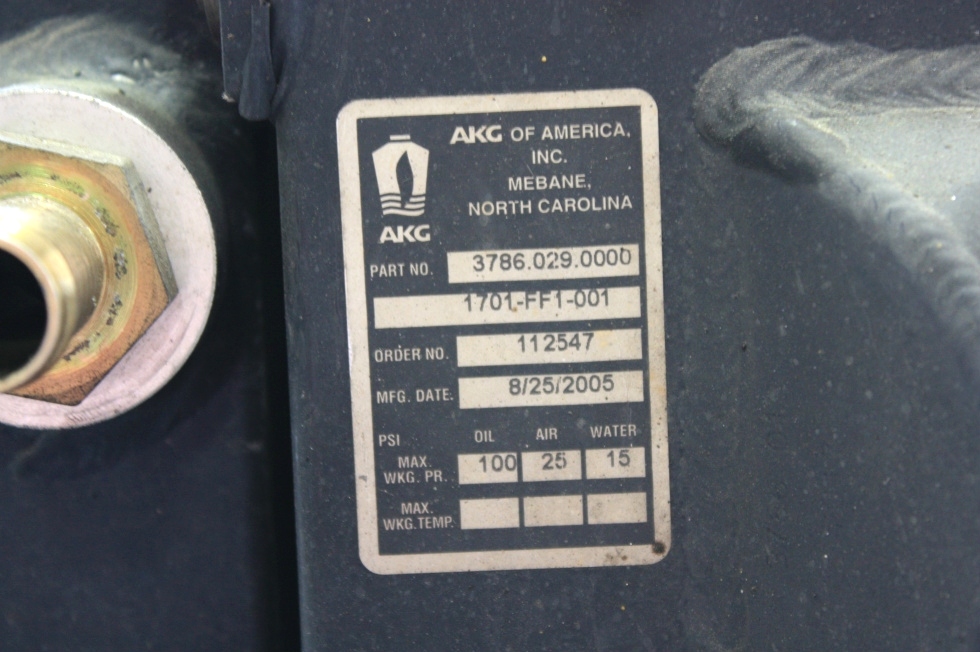 AKG OF AMERICA,
INC.
MEBANE,
NORTH CAROLINA
AKG
PART NO. 3786.029.0000
1701-FF1-001
ORDER NO. 112547
MFG. DATE. 8/25/2005
PSI OIL AIR WATER
MAX.
WKG. PR. 100 25 15
MAX.
WKG. TEMP.